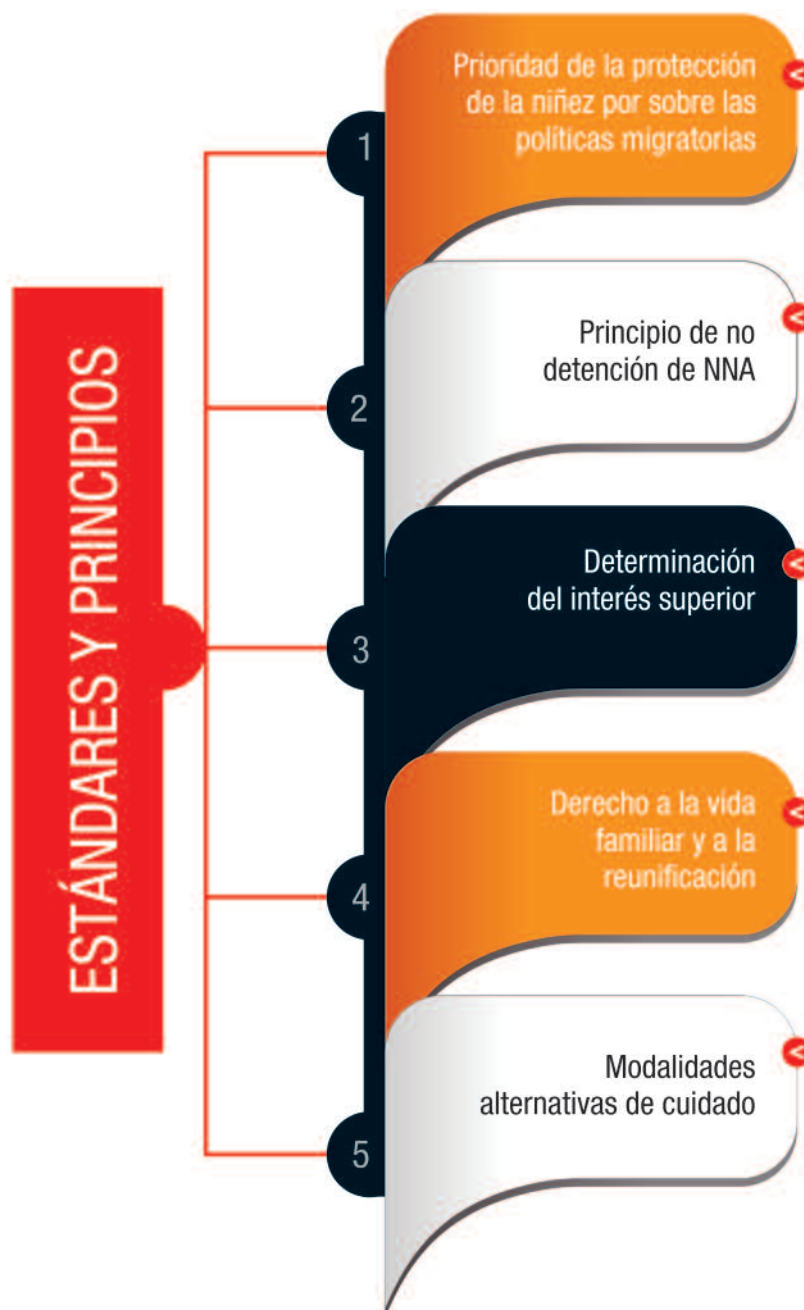 ESTÁNDARES Y PRINCIPIOS
1
Prioridad de la protección
de la niñez por sobre las
políticas migratorias
2
Principio de no
detención de NNA
3
Determinación
del interés superior
4
Derecho a la vida
familiar y a la
reunificación
5
Modalidades
alternativas de cuidado